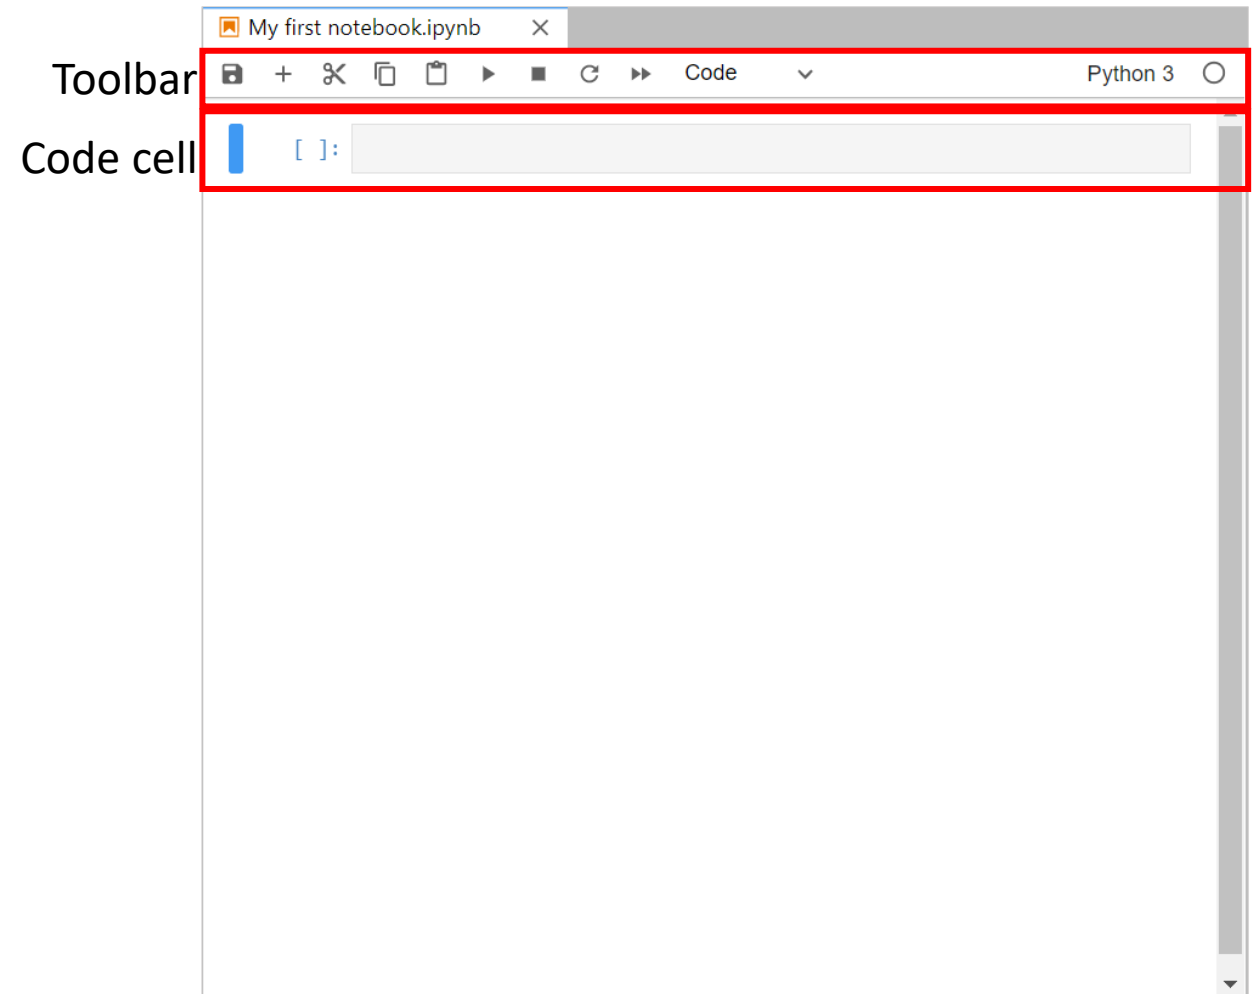 My first notebook.ipynb
Toolbar
Code
Python 3
Code cell
[ ]: